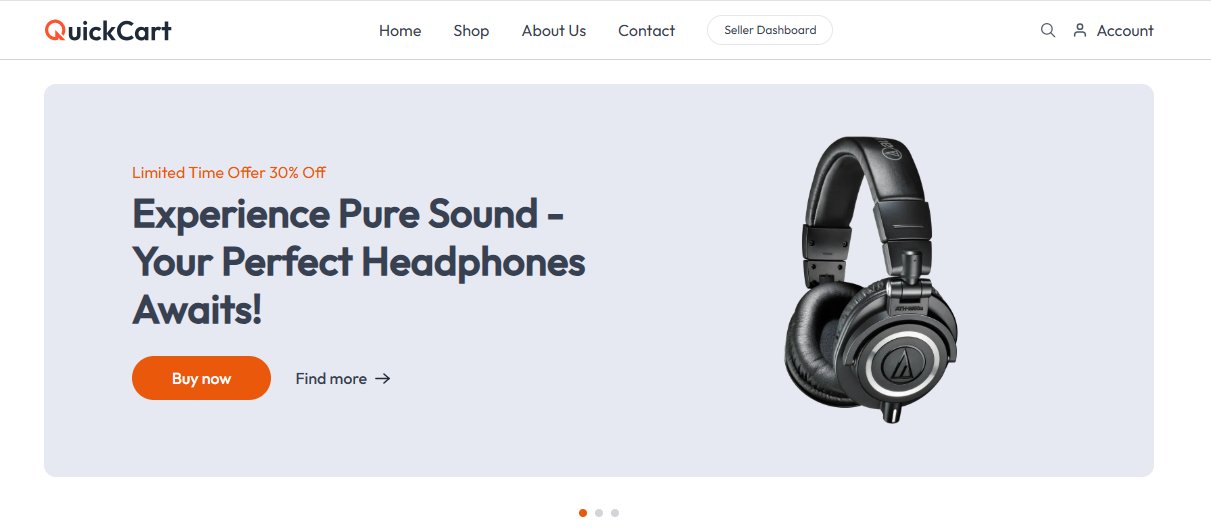 QuickCart
Home Shop About Us Contact Seller Dashboard Account
Limited Time Offer 30% Off
Experience Pure Sound -
Your Perfect Headphones
Awaits!
Buy now Find more →